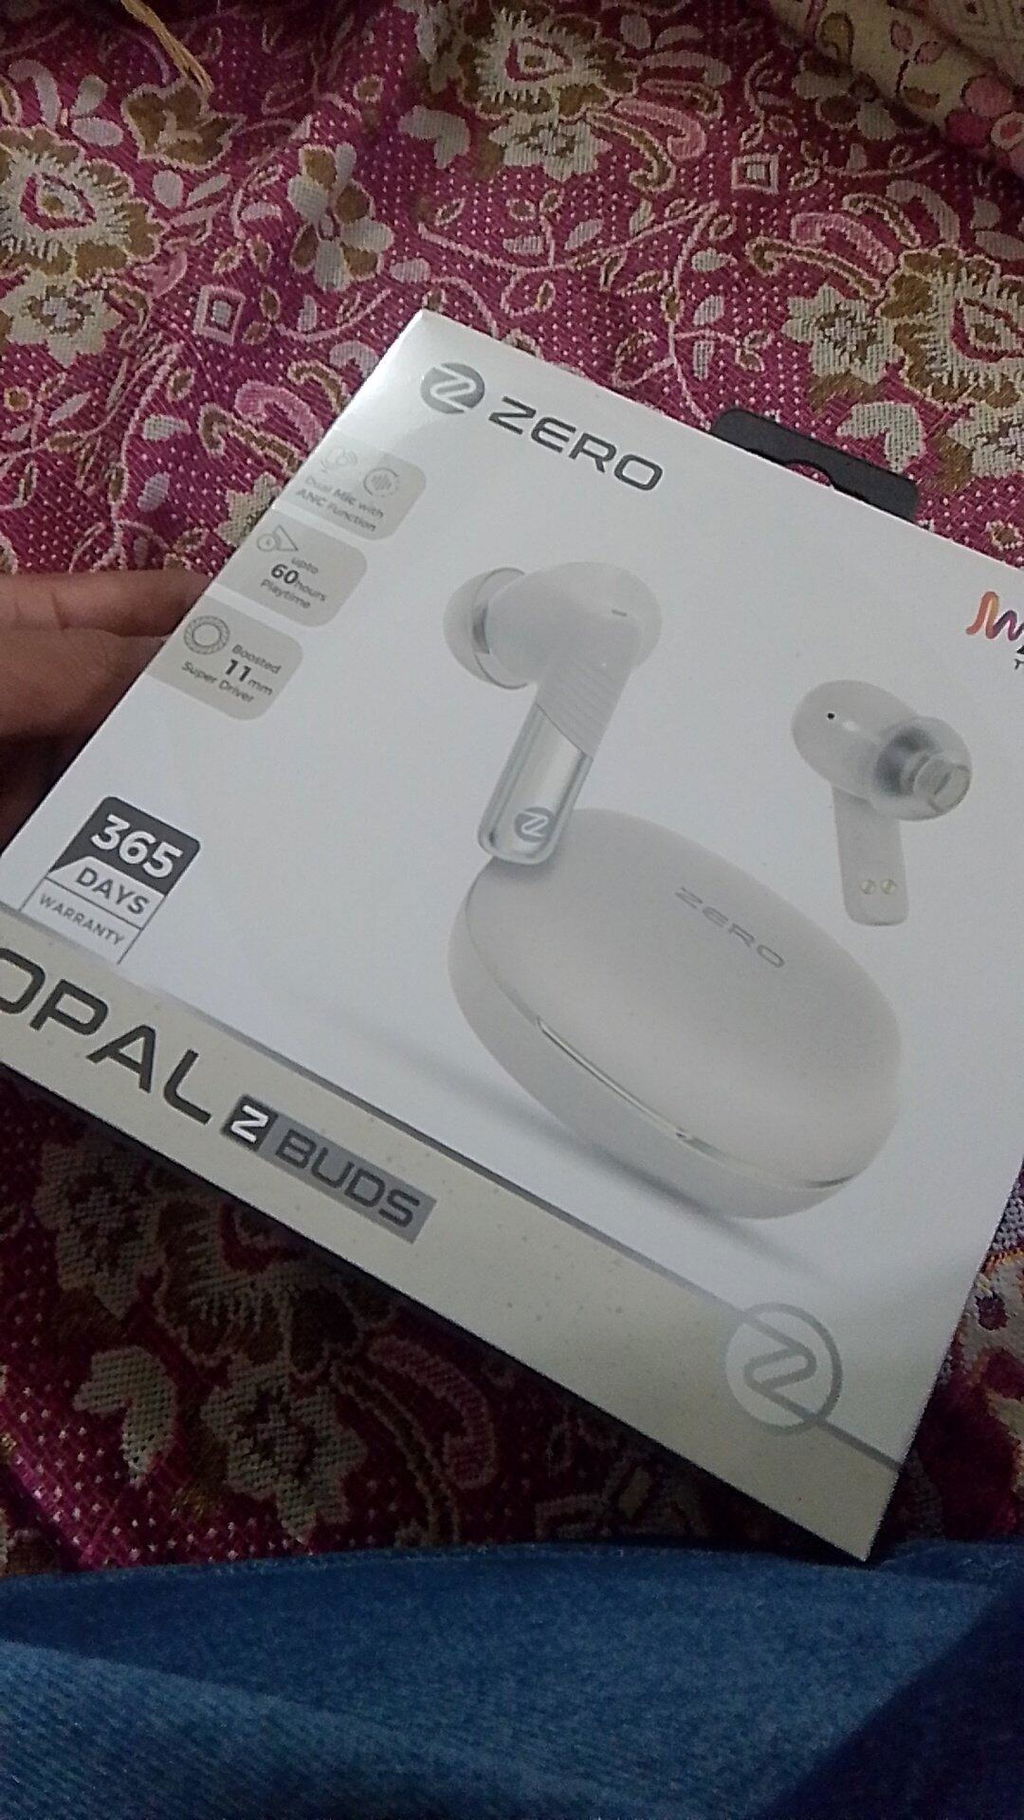 ZERO
Dual Mic with
ANC Function
upto
60hours
Playtime
Boosted
11mm
Super Driver
ZERO
365
DAYS
WARRANTY
OPAL Z BUDS